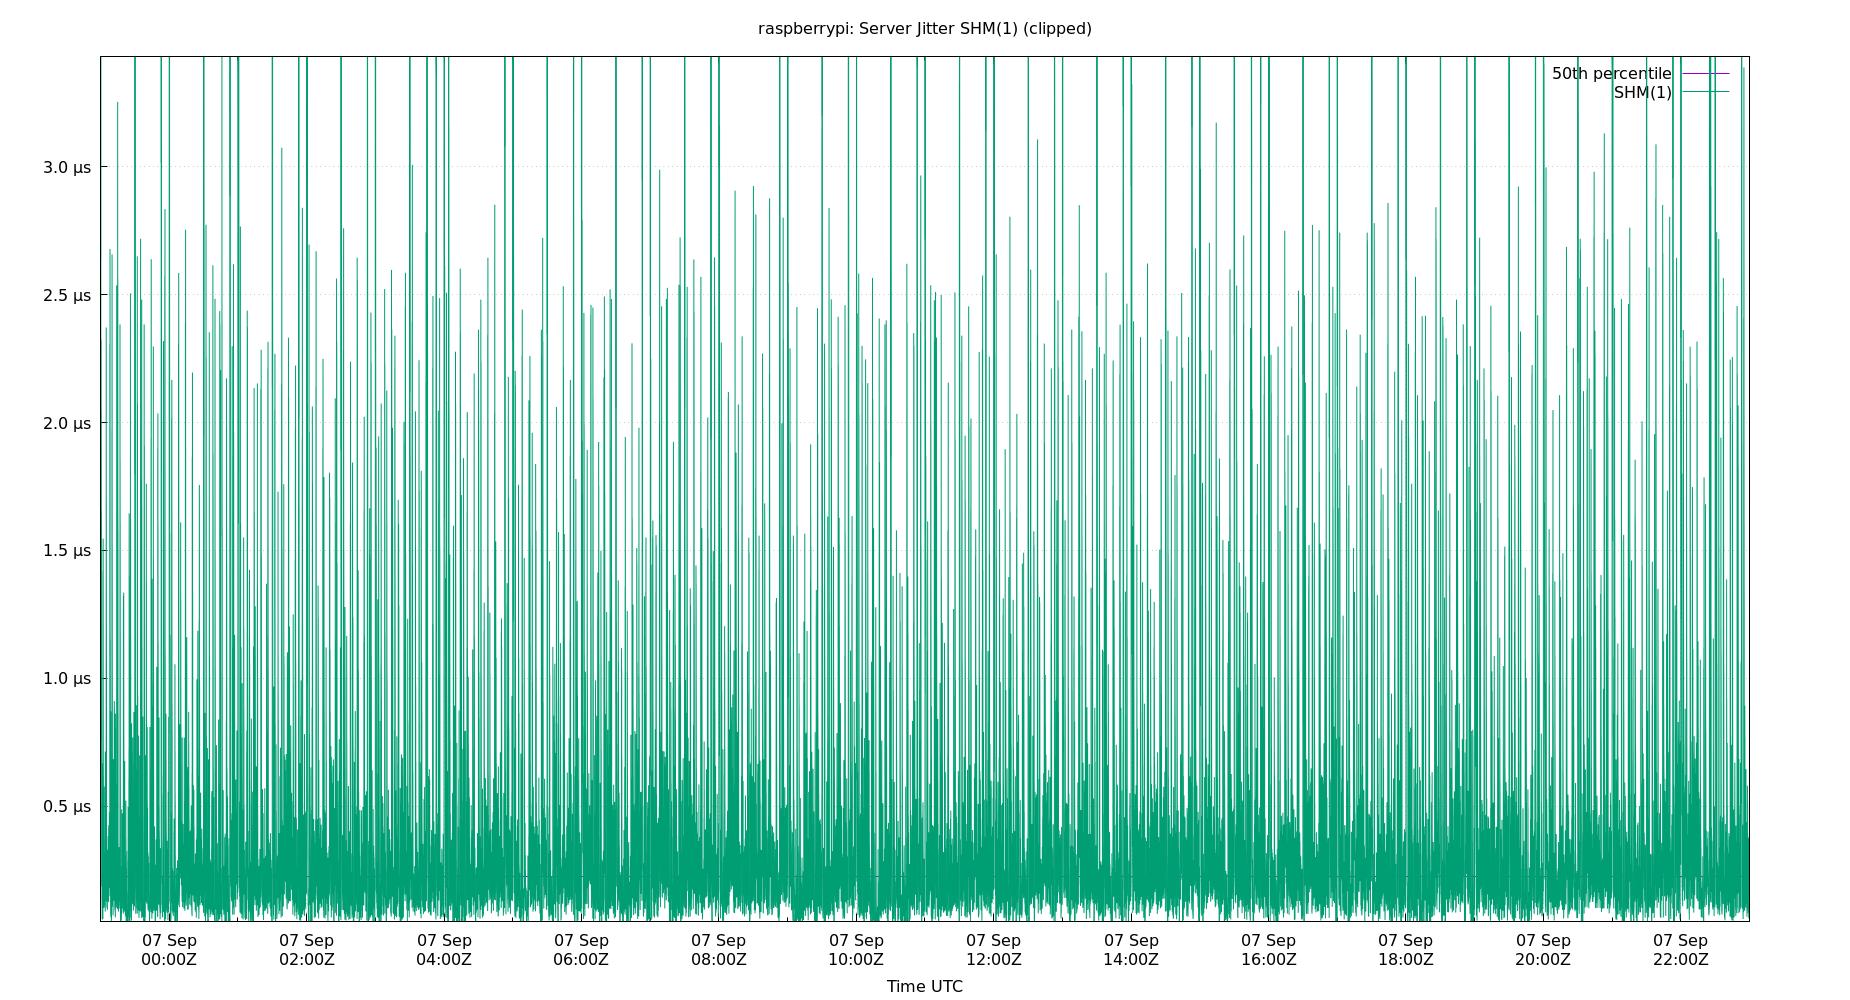 raspberrypi: Server Jitter SHM(1) (clipped)
50th percentile
SHM(1)
3.0 µs
2.5 µs
2.0 µs
1.5 µs
1.0 µs
0.5 µs
07 Sep 07 Sep 07 Sep 07 Sep 07 Sep 07 Sep 07 Sep 07 Sep 07 Sep 07 Sep 07 Sep 07 Sep
00:00Z 02:00Z 04:00Z 06:00Z 08:00Z 10:00Z 12:00Z 14:00Z 16:00Z 18:00Z 20:00Z 22:00Z
Time UTC